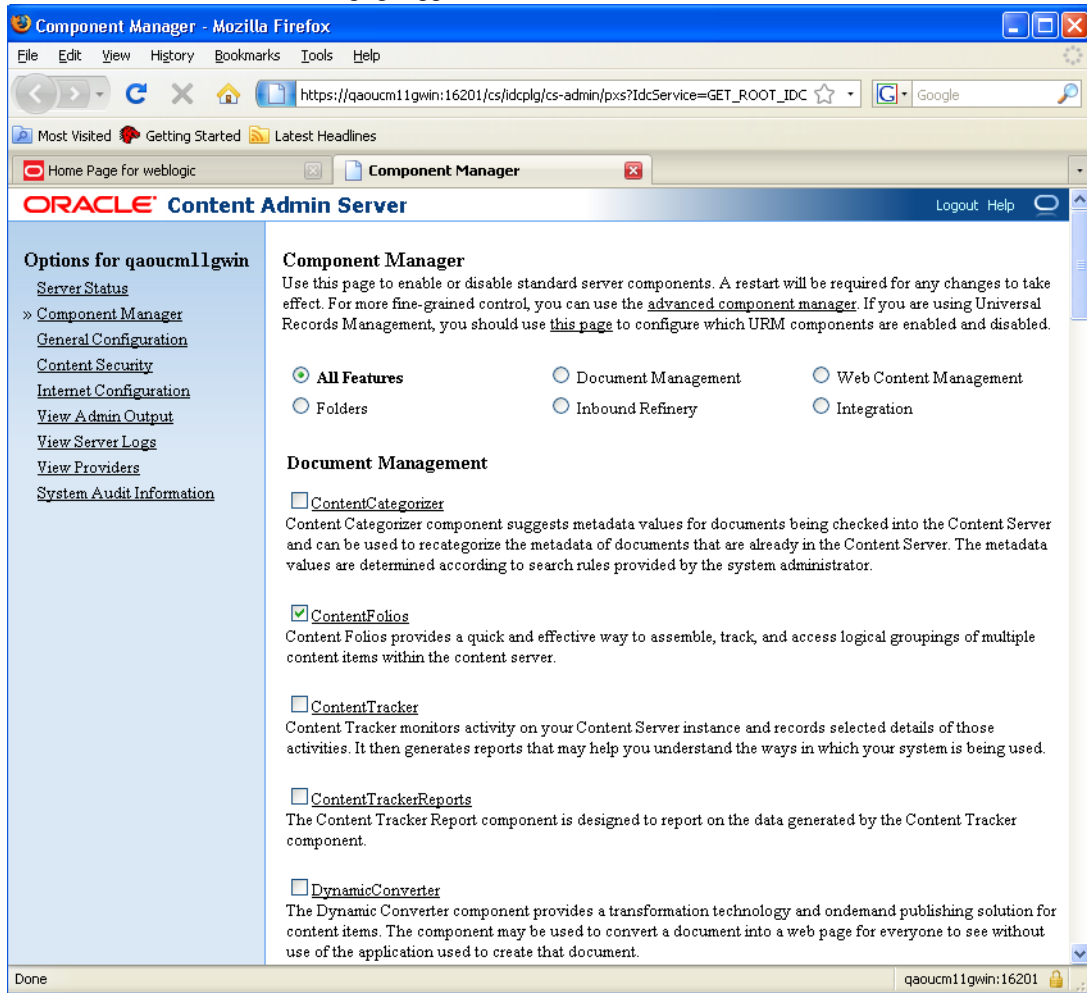 Component Manager - Mozilla Firefox
File Edit View History Bookmarks Tools Help
https://qaoucm11gwin:16201/cs/idcplg/cs-admin/pxs?IdcService=GET_ROOT_IDC
G Google
Most Visited Getting Started Latest Headlines
Home Page for weblogic
Component Manager
ORACLE Content Admin Server
Logout Help
Options for qaoucm11gwin
Server Status
» Component Manager
General Configuration
Content Security
Internet Configuration
View Admin Output
View Server Logs
View Providers
System Audit Information
Component Manager
Use this page to enable or disable standard server components. A restart will be required for any changes to take
effect. For more fine-grained control, you can use the advanced component manager. If you are using Universal
Records Management, you should use this page to configure which URM components are enabled and disabled.
All Features Document Management Web Content Management
Folders Inbound Refinery Integration
Document Management
ContentCategorizer
Content Categorizer component suggests metadata values for documents being checked into the Content Server
and can be used to recategorize the metadata of documents that are already in the Content Server. The metadata
values are determined according to search rules provided by the system administrator.
ContentFolios
Content Folios provides a quick and effective way to assemble, track, and access logical groupings of multiple
content items within the content server.
ContentTracker
Content Tracker monitors activity on your Content Server instance and records selected details of those
activities. It then generates reports that may help you understand the ways in which your system is being used.
ContentTrackerReports
The Content Tracker Report component is designed to report on the data generated by the Content Tracker
component.
DynamicConverter
The Dynamic Converter component provides a transformation technology and ondemand publishing solution for
content items. The component may be used to convert a document into a web page for everyone to see without
use of the application used to create that document.
Done
qaoucm11gwin:16201